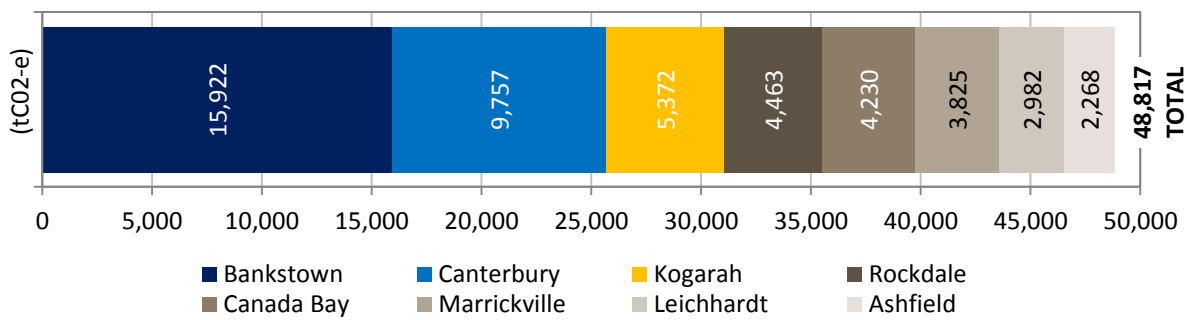 (tC02-e)
15,922
9,757
5,372
4,463
4,230
3,825
2,982
2,268
48,817
TOTAL
0 5,000 10,000 15,000 20,000 25,000 30,000 35,000 40,000 45,000 50,000
Bankstown Canterbury Kogarah Rockdale
Canada Bay Marrickville Leichhardt Ashfield